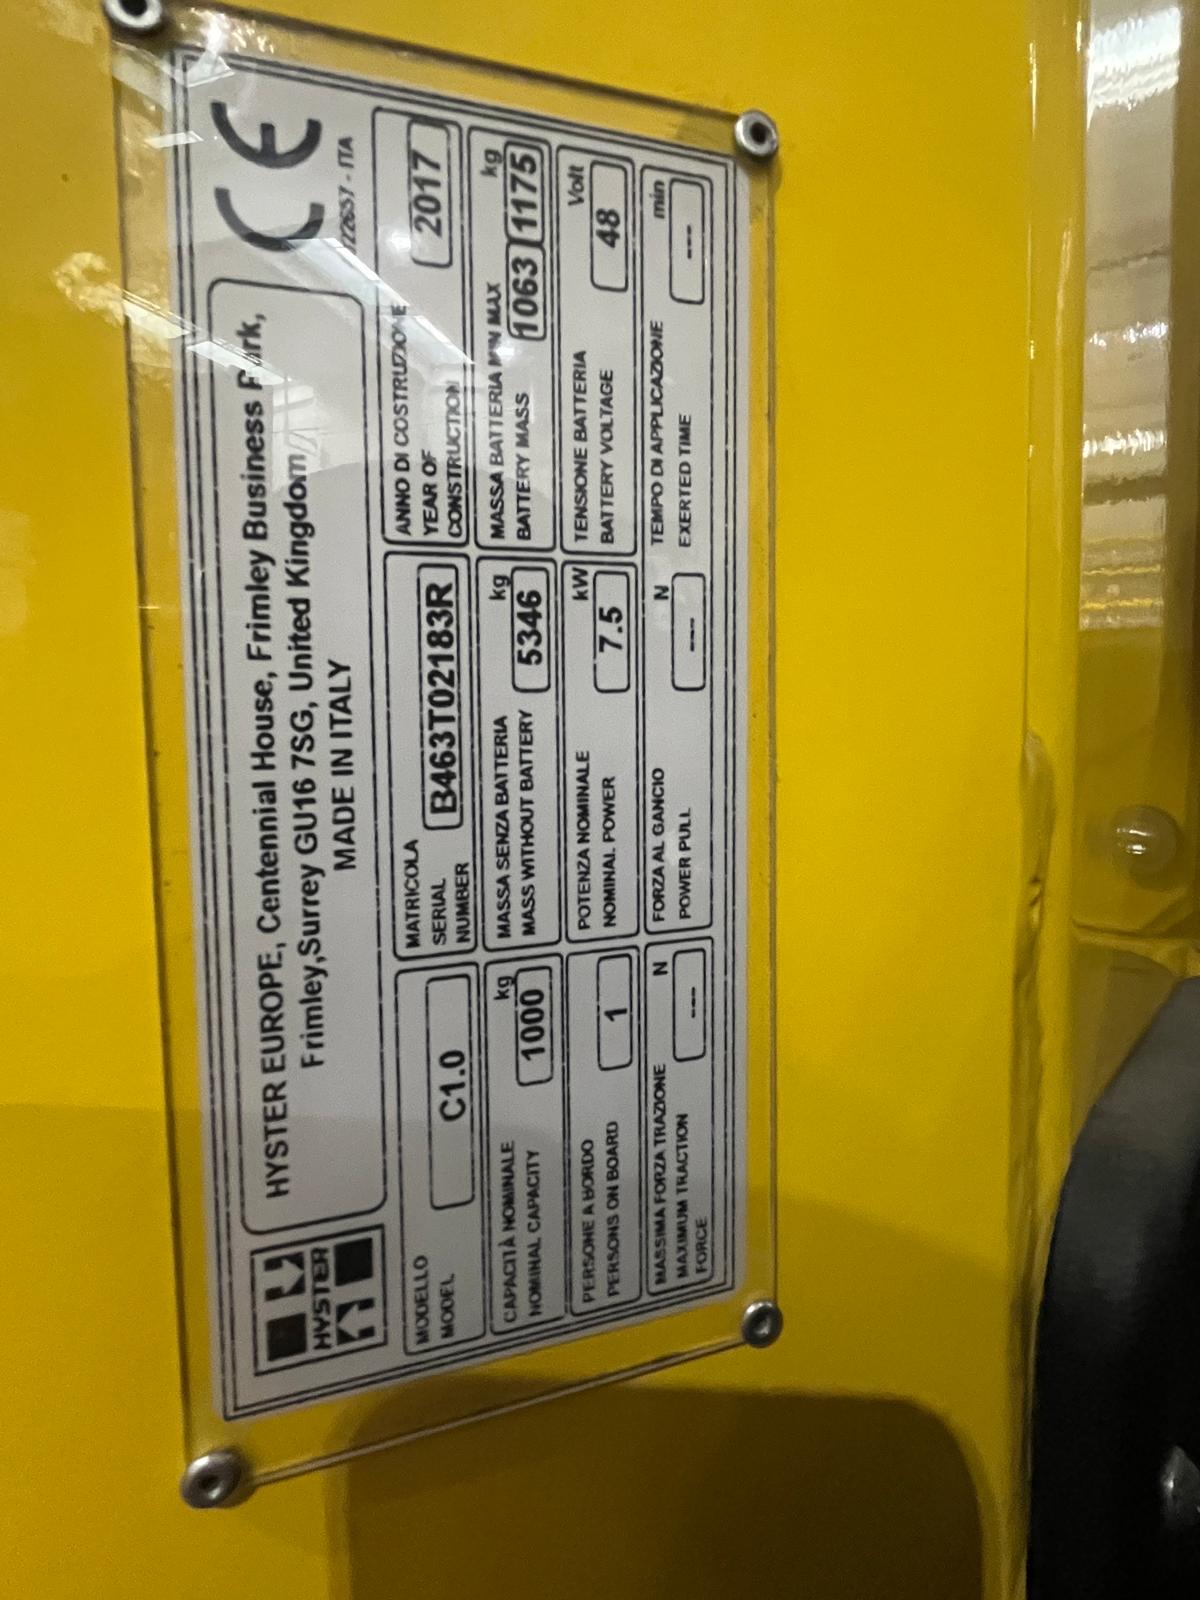 HYSTER
HYSTER EUROPE, Centennial House, Frimley Business Park,
Frimley,Surrey GU16 7SG, United Kingdom
MADE IN ITALY
CE
- ITA
MODELLO
MODEL
C1.0
MATRICOLA
SERIAL
NUMBER
B463T02183R
ANNO DI COSTRUZIONE
YEAR OF
CONSTRUCTION
2017
CAPACITÀ NOMINALE kg
NOMINAL CAPACITY 1000
MASSA SENZA BATTERIA kg
MASS WITHOUT BATTERY 5346
MASSA BATTERIA MIN MAX kg
BATTERY MASS 1063 1175
PERSONE A BORDO
PERSONS ON BOARD 1
POTENZA NOMINALE kW
NOMINAL POWER 7.5
TENSIONE BATTERIA Volt
BATTERY VOLTAGE 48
MASSIMA FORZA TRAZIONE N
MAXIMUM TRACTION ---
FORCE
FORZA AL GANCIO N
POWER PULL ---
TEMPO DI APPLICAZIONE min
EXERTED TIME ---